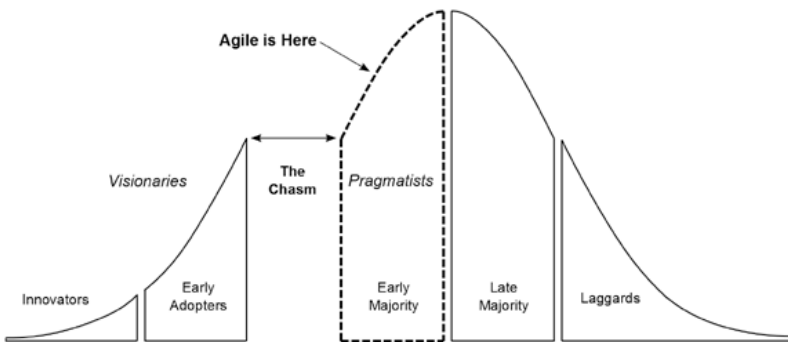 Agile is Here
Visionaries
The
Chasm
Pragmatists
Innovators
Early
Adopters
Early
Majority
Late
Majority
Laggards